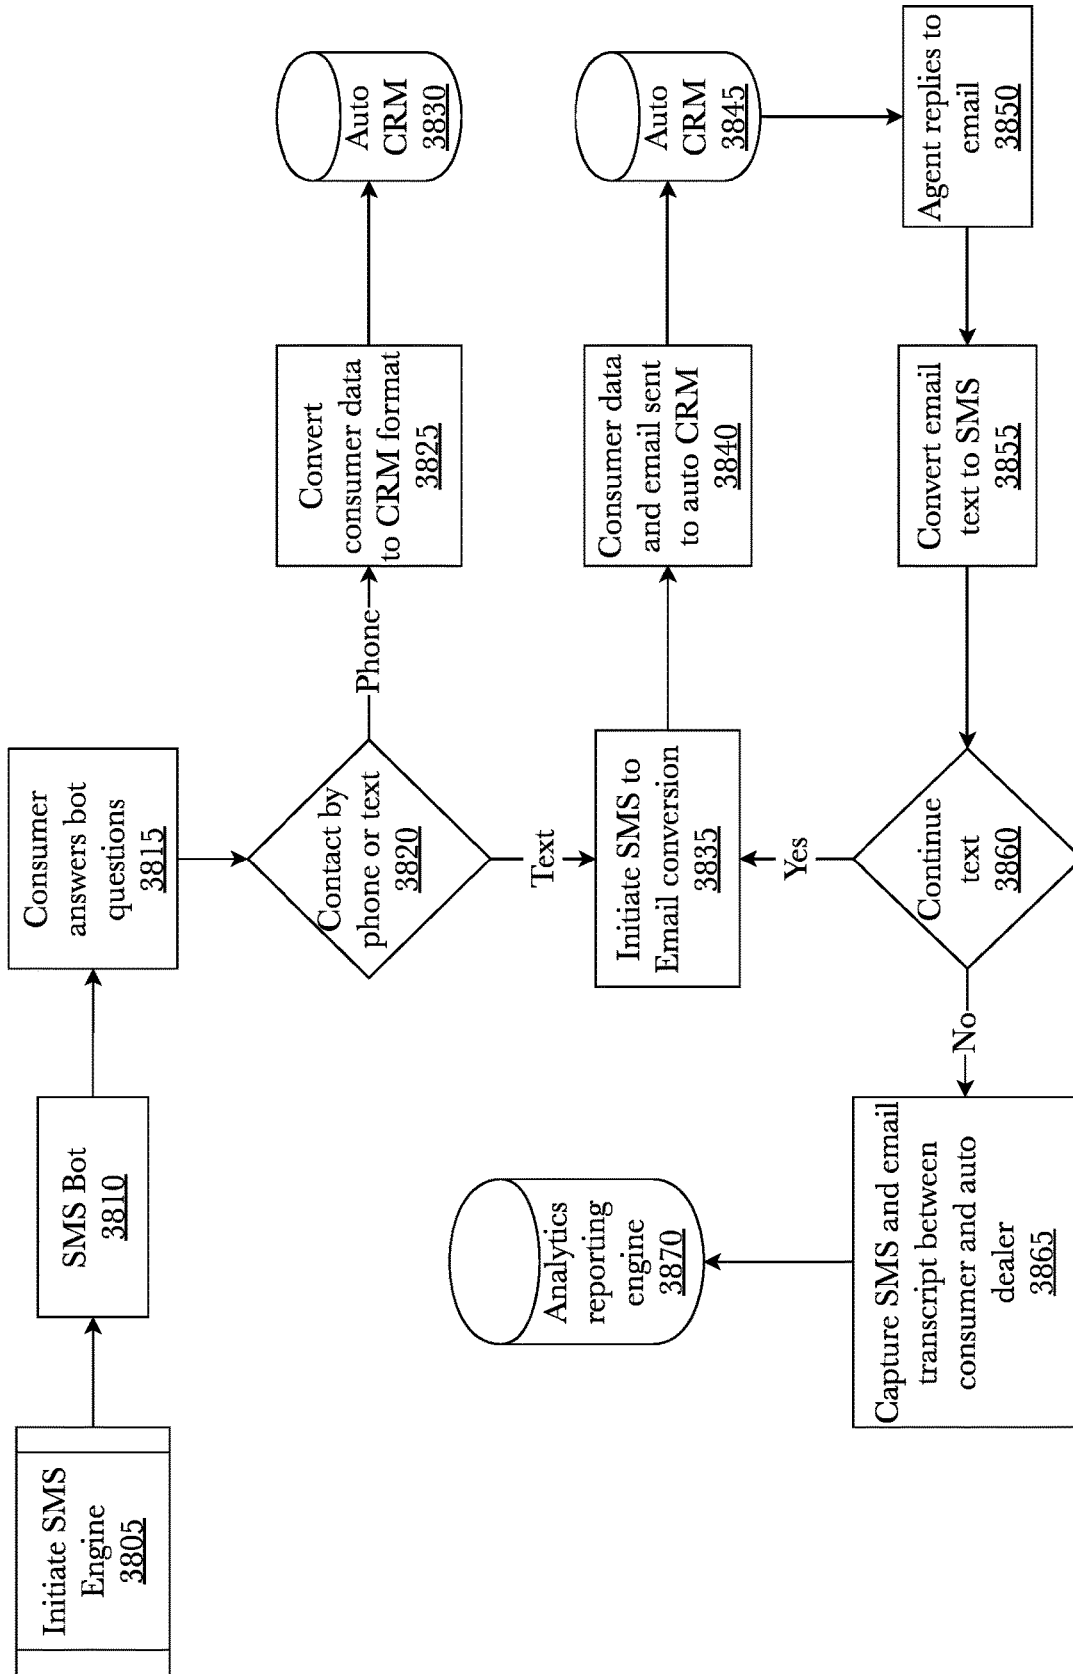 Initiate SMS
Engine
3805
SMS Bot
3810
Consumer
answers bot
questions
3815
Contact by
phone or text
3820
Phone
Convert
consumer data
to CRM format
3825
Auto
CRM
3830
Text
Initiate SMS to
Email conversion
3835
Consumer data
and email sent
to auto CRM
3840
Auto
CRM
3845
Agent replies to
email
3850
Convert email
text to SMS
3855
Continue
text
3860
Yes
No
Capture SMS and email
transcript between
consumer and auto
dealer
3865
Analytics
reporting
engine
3870